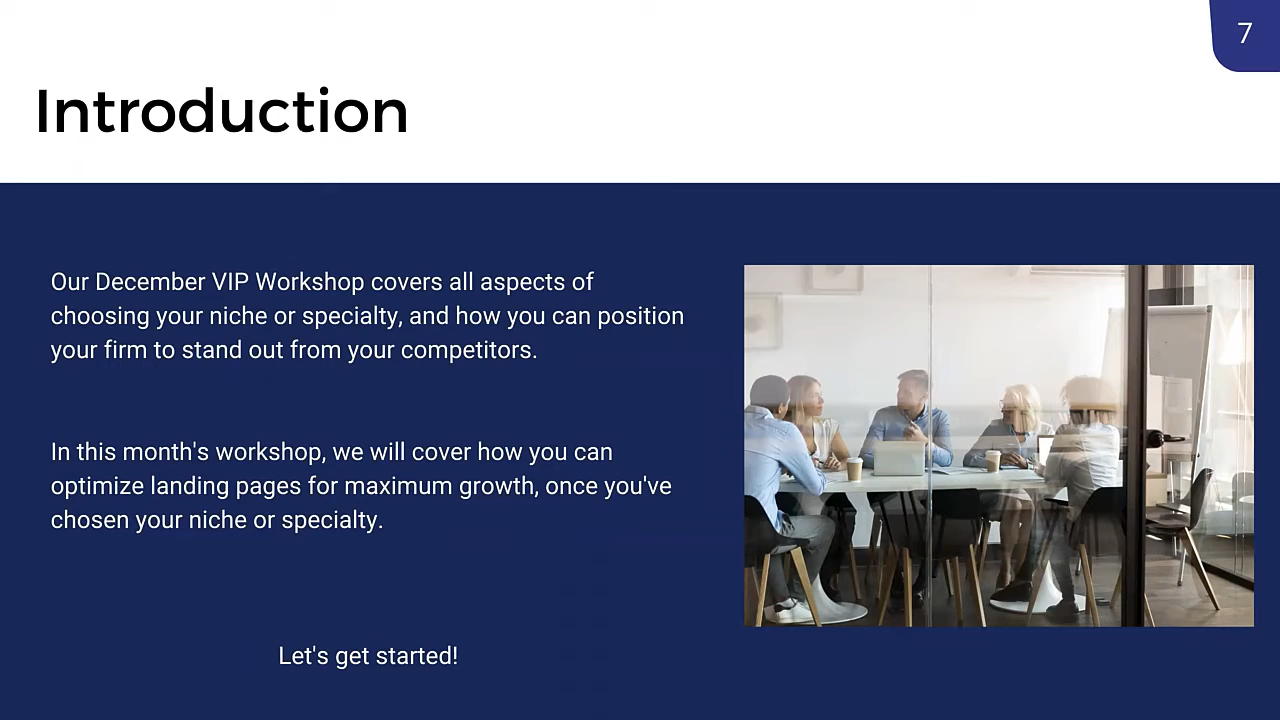 7
Introduction
Our December VIP Workshop covers all aspects of
choosing your niche or specialty, and how you can position
your firm to stand out from your competitors.
In this month's workshop, we will cover how you can
optimize landing pages for maximum growth, once you've
chosen your niche or specialty.
Let's get started!